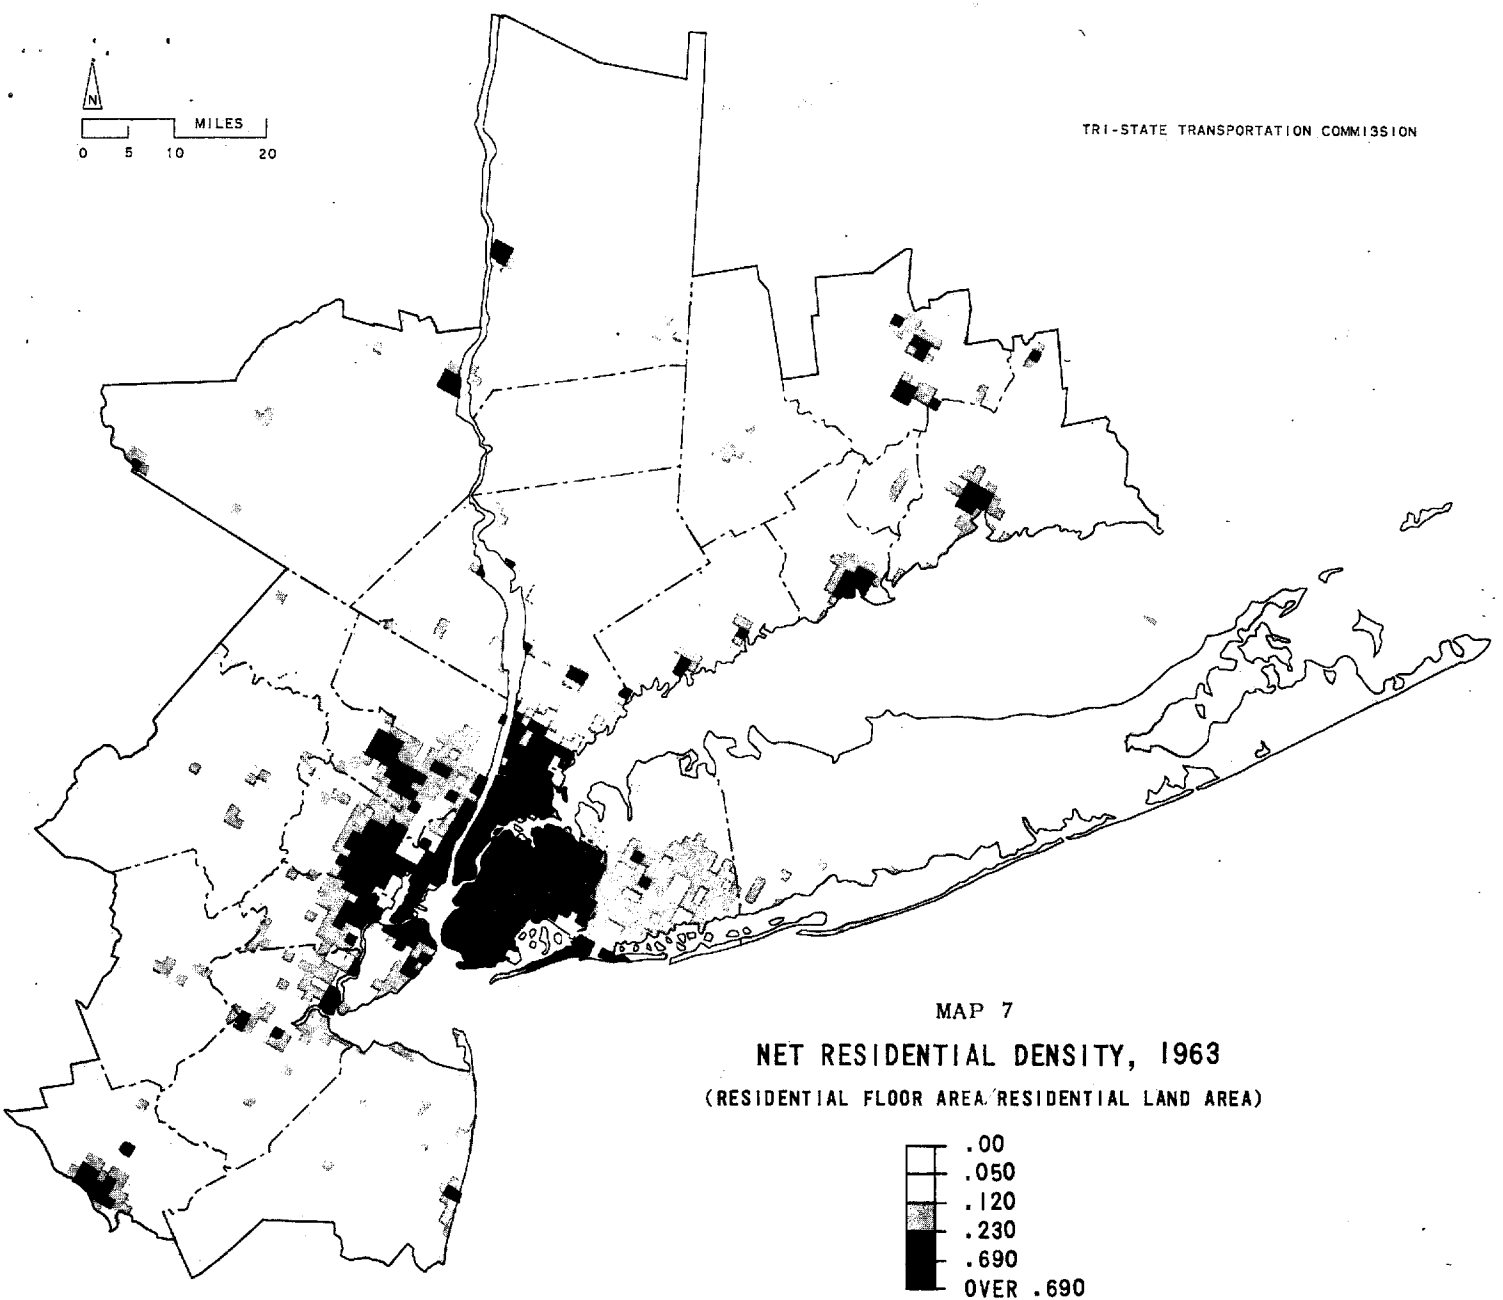 N
MILES
0 5 10 20
TRI-STATE TRANSPORTATION COMMISSION
MAP 7
NET RESIDENTIAL DENSITY, 1963
(RESIDENTIAL FLOOR AREA/RESIDENTIAL LAND AREA)
.00
.050
.120
.230
.690
OVER .690